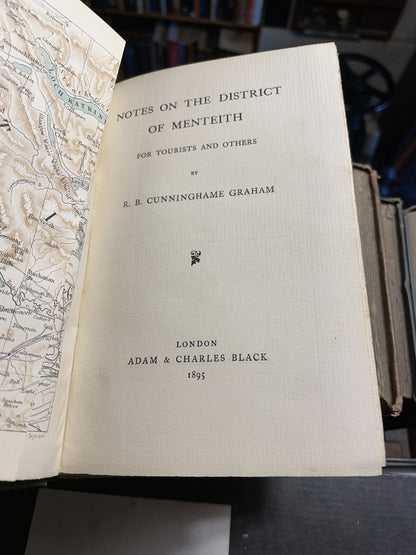 NOTES ON THE DISTRICT
OF MENTEITH
FOR TOURISTS AND OTHERS
BY
R. B. CUNNINGHAME GRAHAM
LONDON
ADAM & CHARLES BLACK
1895